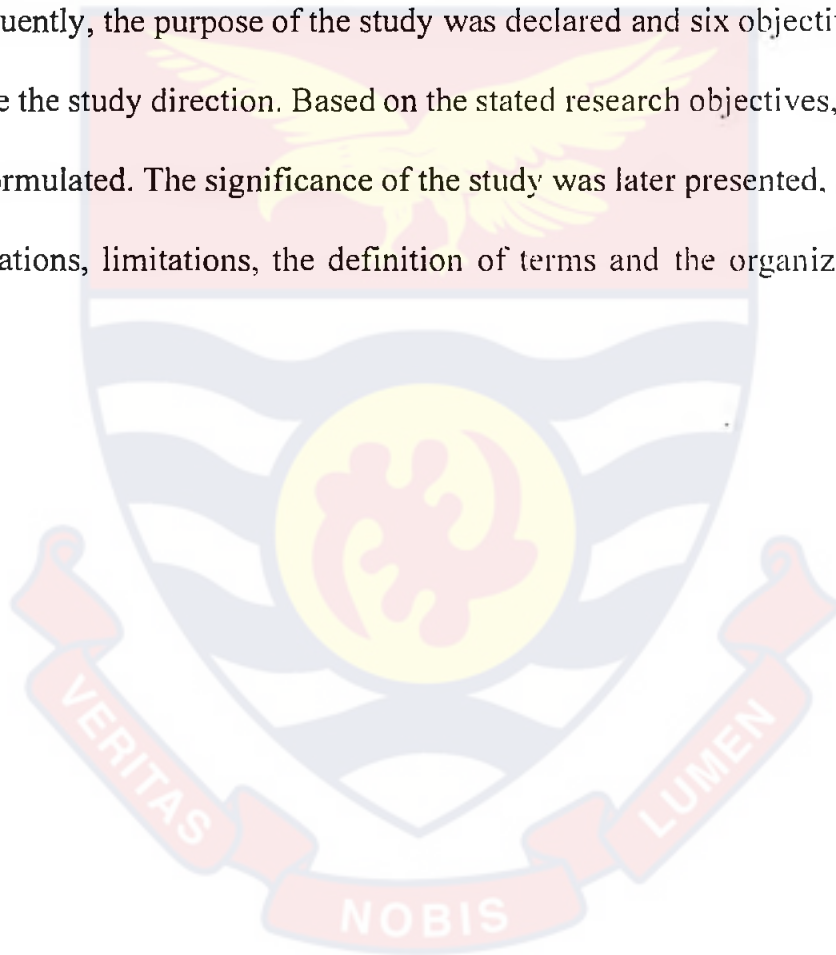 uently, the purpose of the study was declared and six objecti
e the study direction. Based on the stated research objectives,
ormulated. The significance of the study was later presented.
ations, limitations, the definition of terms and the organiz
VERITAS
NOBIS
LUMEN